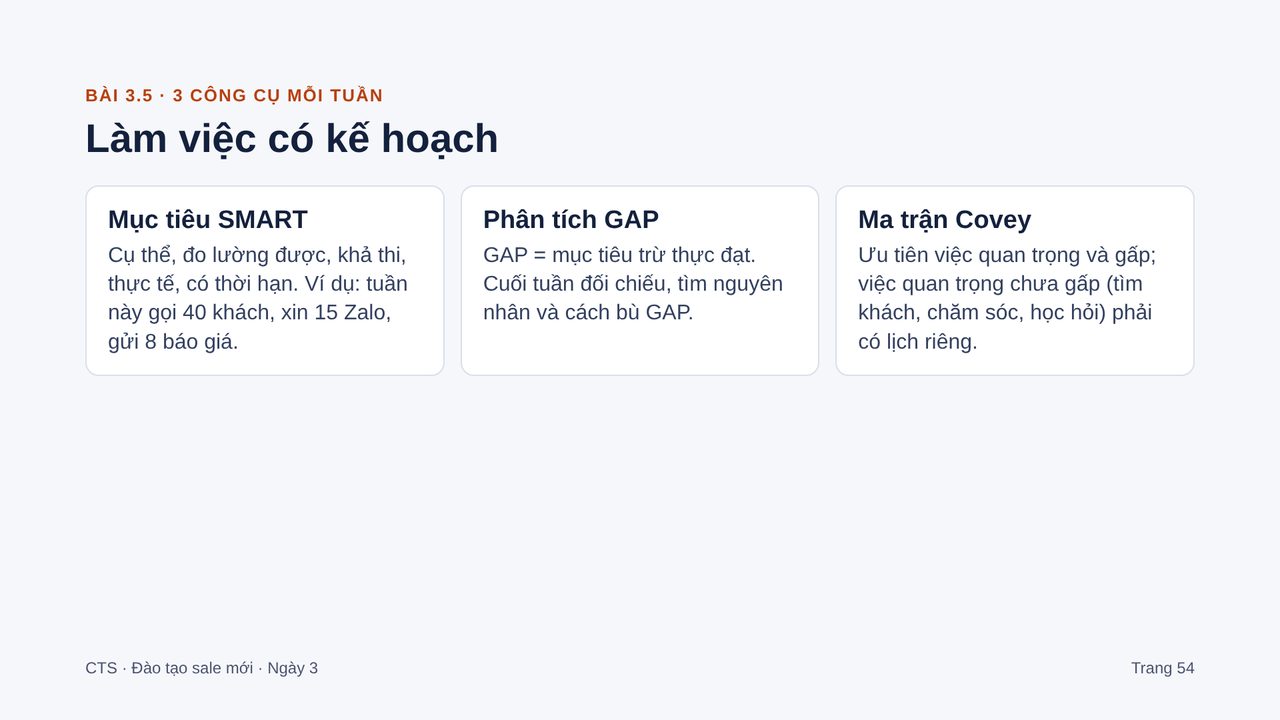 BÀI 3.5 · 3 CÔNG CỤ MỖI TUẦN
Làm việc có kế hoạch
Mục tiêu SMART
Cụ thể, đo lường được, khả thi,
thực tế, có thời hạn. Ví dụ: tuần
này gọi 40 khách, xin 15 Zalo,
gửi 8 báo giá.
Phân tích GAP
GAP = mục tiêu trừ thực đạt.
Cuối tuần đối chiếu, tìm nguyên
nhân và cách bù GAP.
Ma trận Covey
Ưu tiên việc quan trọng và gấp;
việc quan trọng chưa gấp (tìm
khách, chăm sóc, học hỏi) phải
có lịch riêng.
CTS · Đào tạo sale mới · Ngày 3
Trang 54